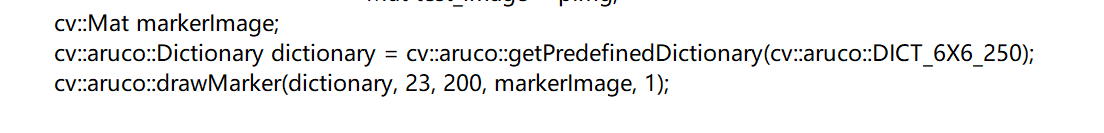 cv::Mat markerImage;
cv::aruco::Dictionary dictionary = cv::aruco::getPredefinedDictionary(cv::aruco::DICT_6X6_250);
cv::aruco::drawMarker(dictionary, 23, 200, markerImage, 1);